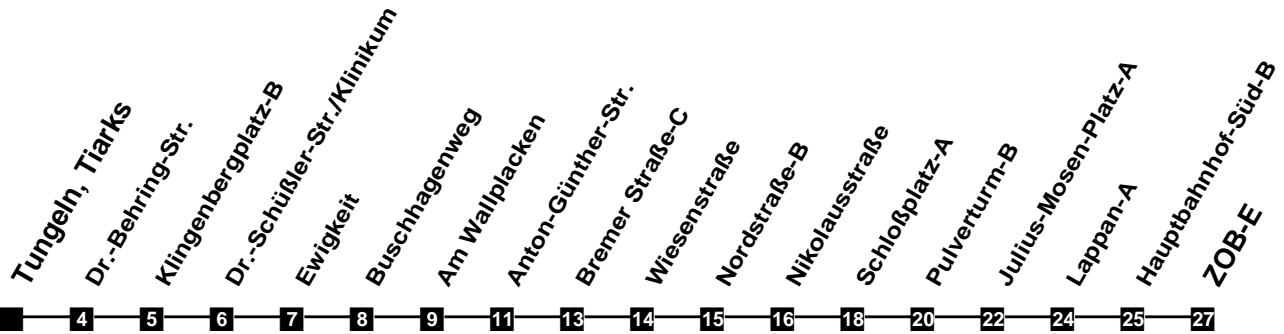 Tungeln, Tiarks
Dr.-Behring-Str.
Klingenbergplatz-B
Dr.-Schüßler-Str./Klinikum
Ewigkeit
Buschhagenweg
Am Wallplacken
Anton-Günther-Str.
Bremer Straße-C
Wiesenstraße
Nordstraße-B
Nikolausstraße
Schloßplatz-A
Pulverturm-B
Julius-Mosen-Platz-A
Lappan-A
Hauptbahnhof-Süd-B
ZOB-E
4 5 6 7 8 9 11 13 14 15 16 18 20 22 24 25 27